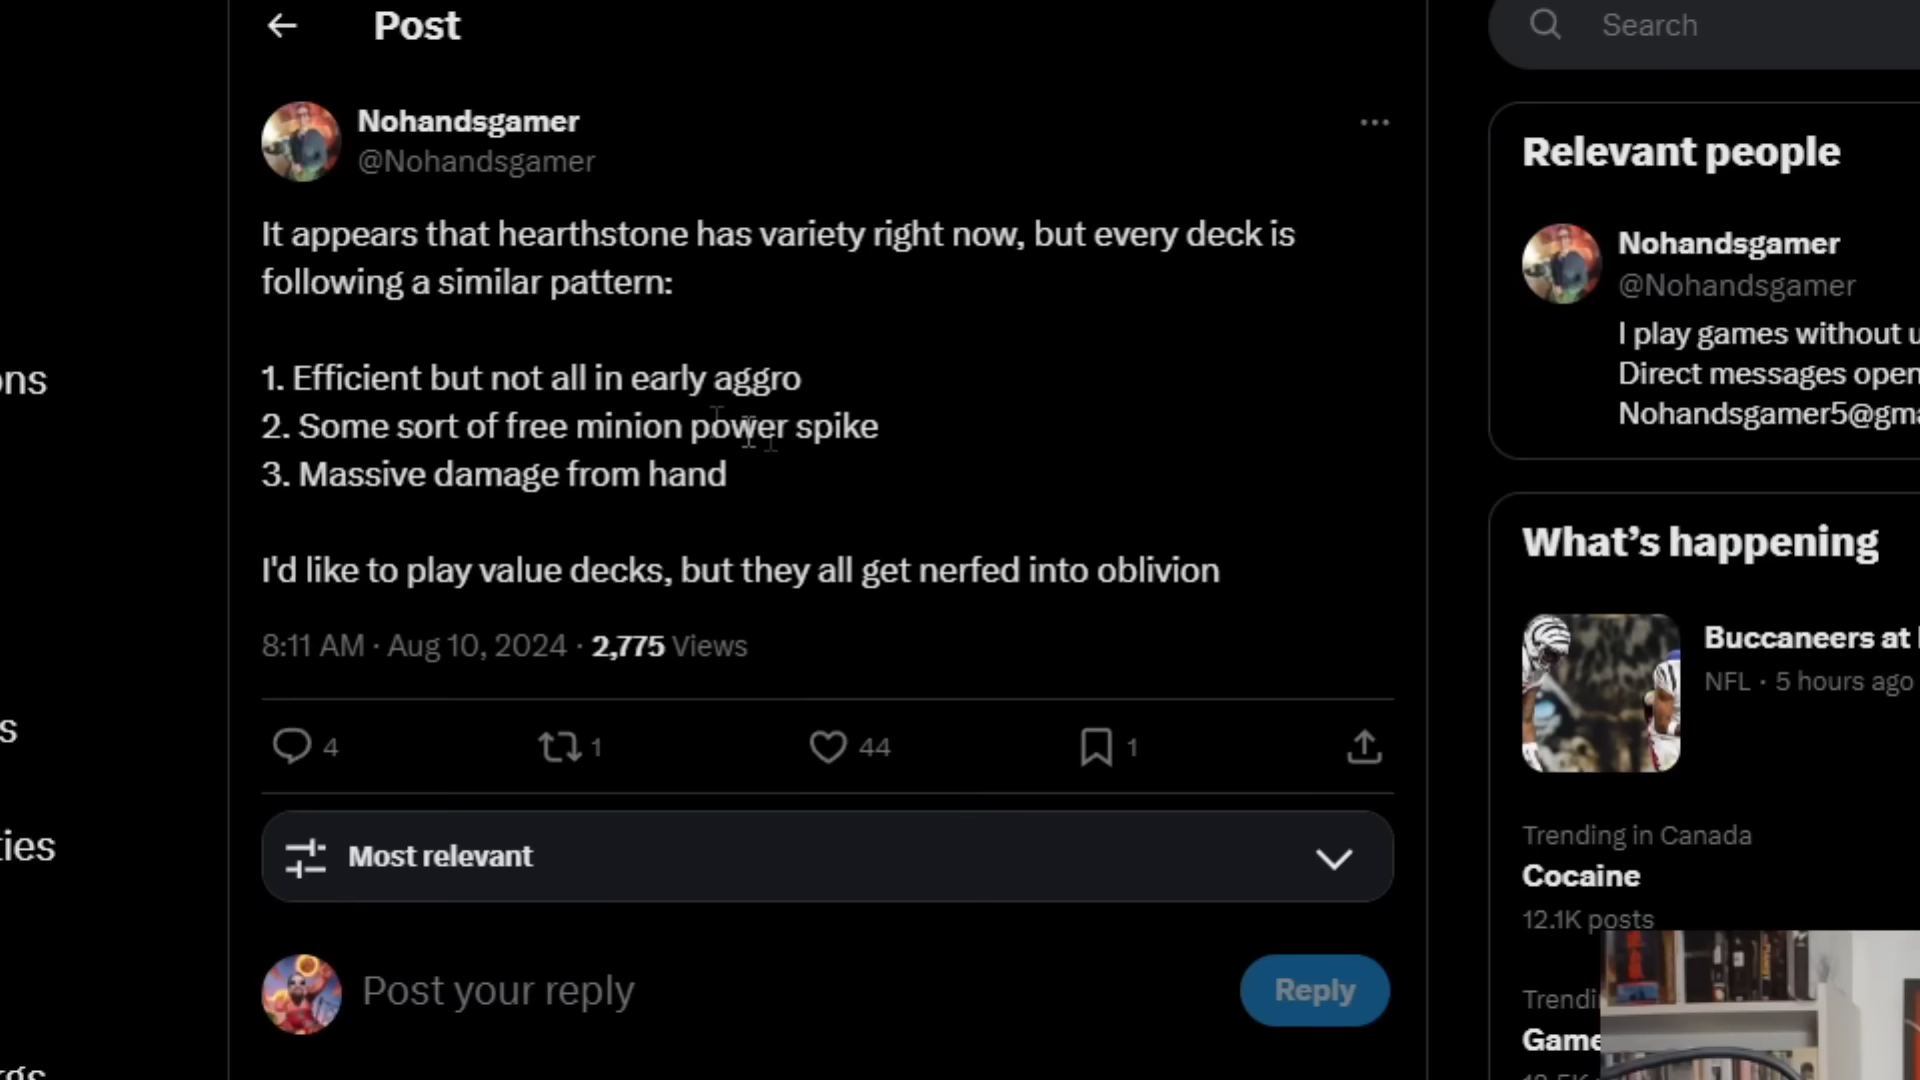 Post
Search
Nohandsgamer
@Nohandsgamer
It appears that hearthstone has variety right now, but every deck is
following a similar pattern:
1. Efficient but not all in early aggro
2. Some sort of free minion power spike
3. Massive damage from hand
I'd like to play value decks, but they all get nerfed into oblivion
8:11 AM · Aug 10, 2024 · 2,775 Views
4 1 44 1
Most relevant
Post your reply
Reply
ons
s
ties
Relevant people
Nohandsgamer
@Nohandsgamer
I play games without u
Direct messages open
Nohandsgamer5@gma
What's happening
Buccaneers at
NFL · 5 hours ago
Trending in Canada
Cocaine
12.1K posts
Trendi
Game